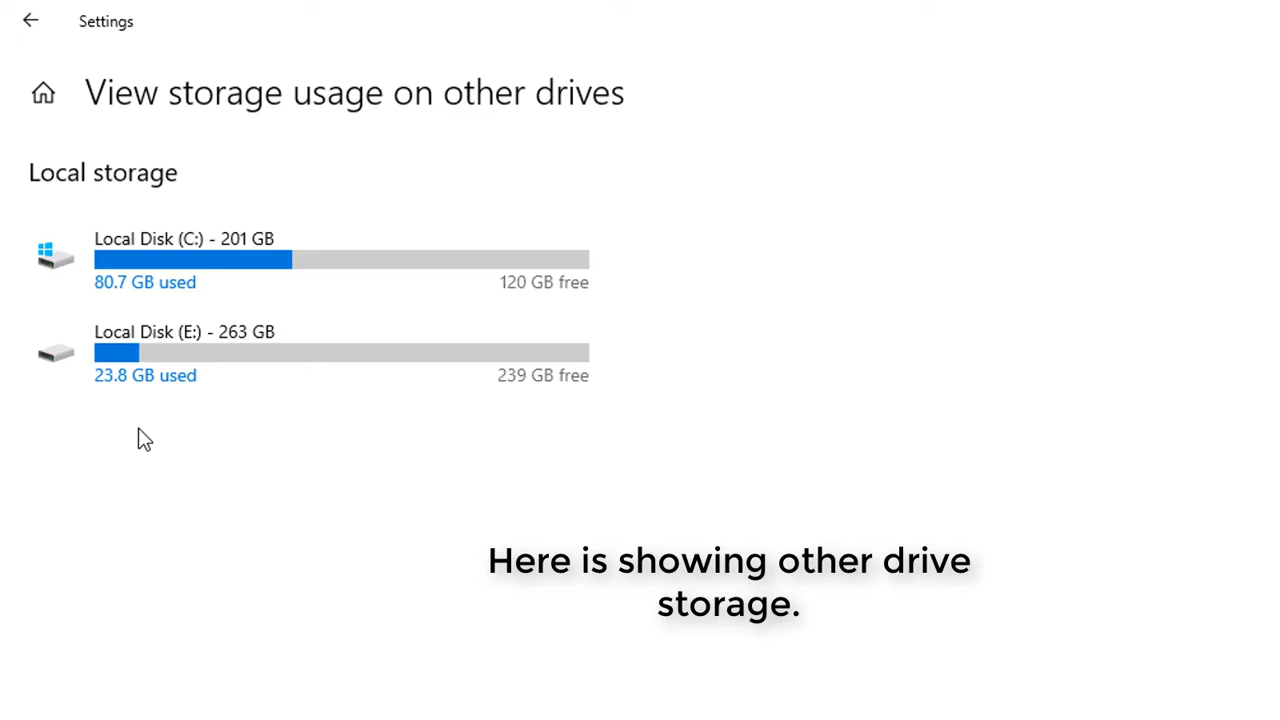 Settings
View storage usage on other drives
Local storage
Local Disk (C:) - 201 GB
80.7 GB used 120 GB free
Local Disk (E:) - 263 GB
23.8 GB used 239 GB free
Here is showing other drive
storage.